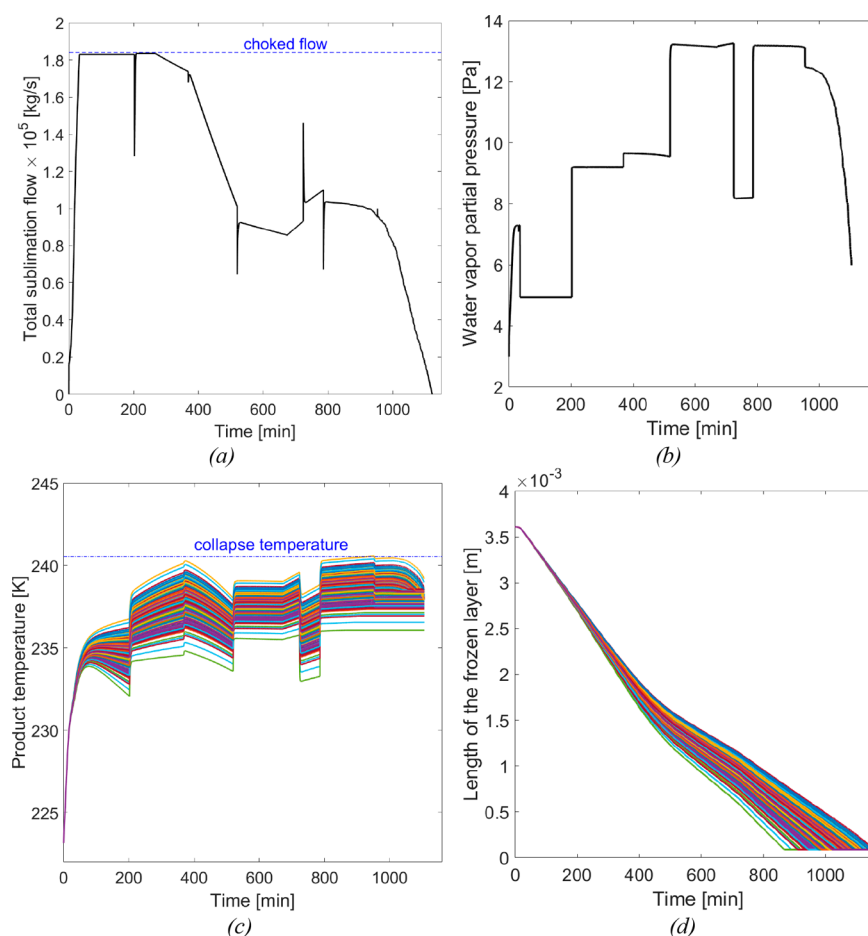 2
1.8
1.6
1.4
1.2
1
0.8
0.6
0.4
0.2
0
choked flow
Total sublimation flow × 10⁵ [kg/s]
0 200 400 600 800 1000
Time [min]
(a)
14
12
10
8
6
4
2
Water vapor partial pressure [Pa]
0 200 400 600 800 1000
Time [min]
(b)
245
240
235
230
225
collapse temperature
Product temperature [K]
0 200 400 600 800 1000
Time [min]
(c)
×10⁻³
4
3.5
3
2.5
2
1.5
1
0.5
0
Length of the frozen layer [m]
0 200 400 600 800 1000
Time [min]
(d)